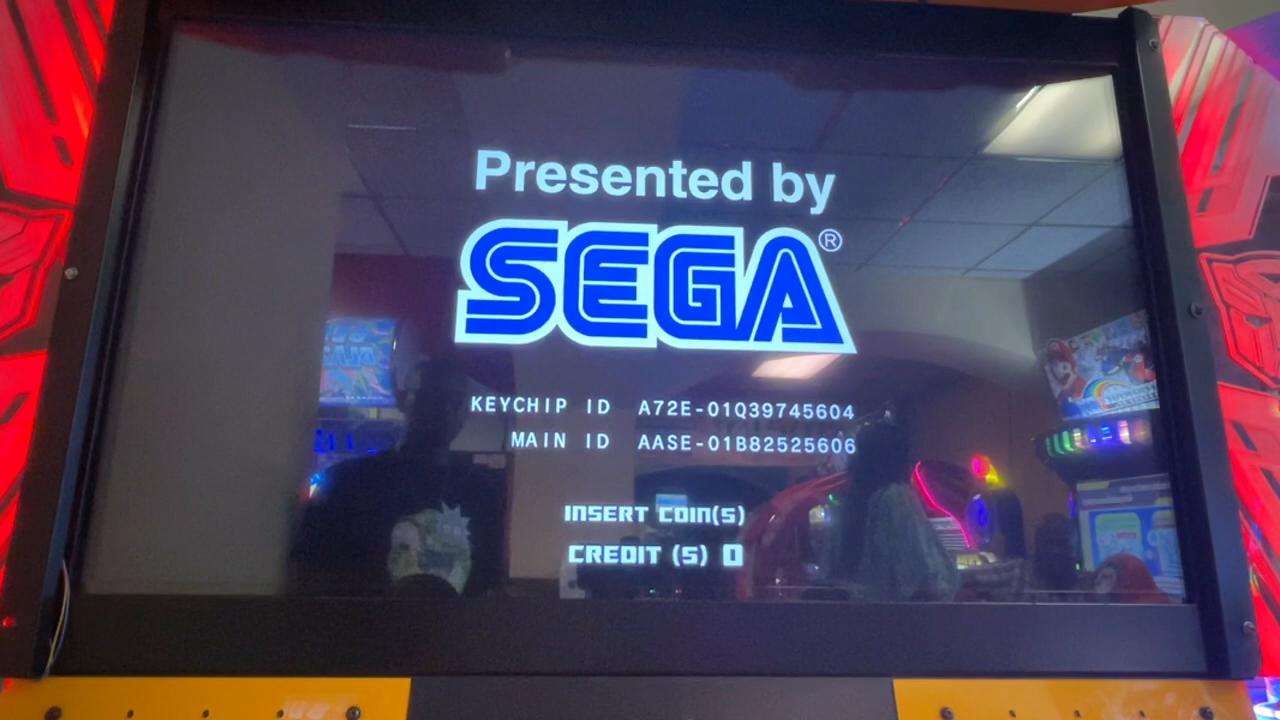 Presented by
SEGA®
KEYCHIP ID A72E-01Q39745604
MAIN ID AASE-01B82525606
INSERT COIN(S)
CREDIT (S) 0